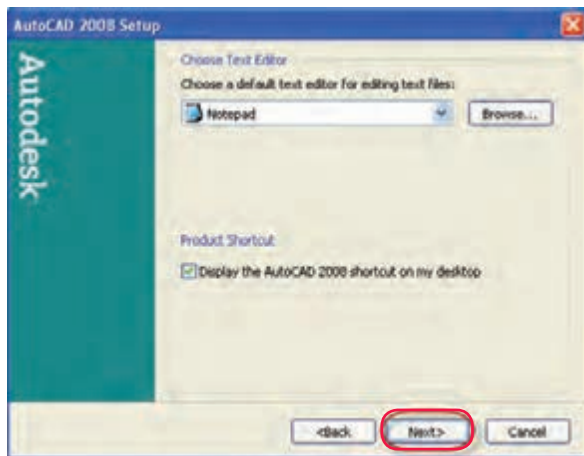 AutoCAD 2008 Setup
Autodesk
Choose Text Editor
Choose a default text editor for editing text files:
Notepad
Browse...
Product Shortcut
Display the AutoCAD 2008 shortcut on my desktop
<Back
Next>
Cancel